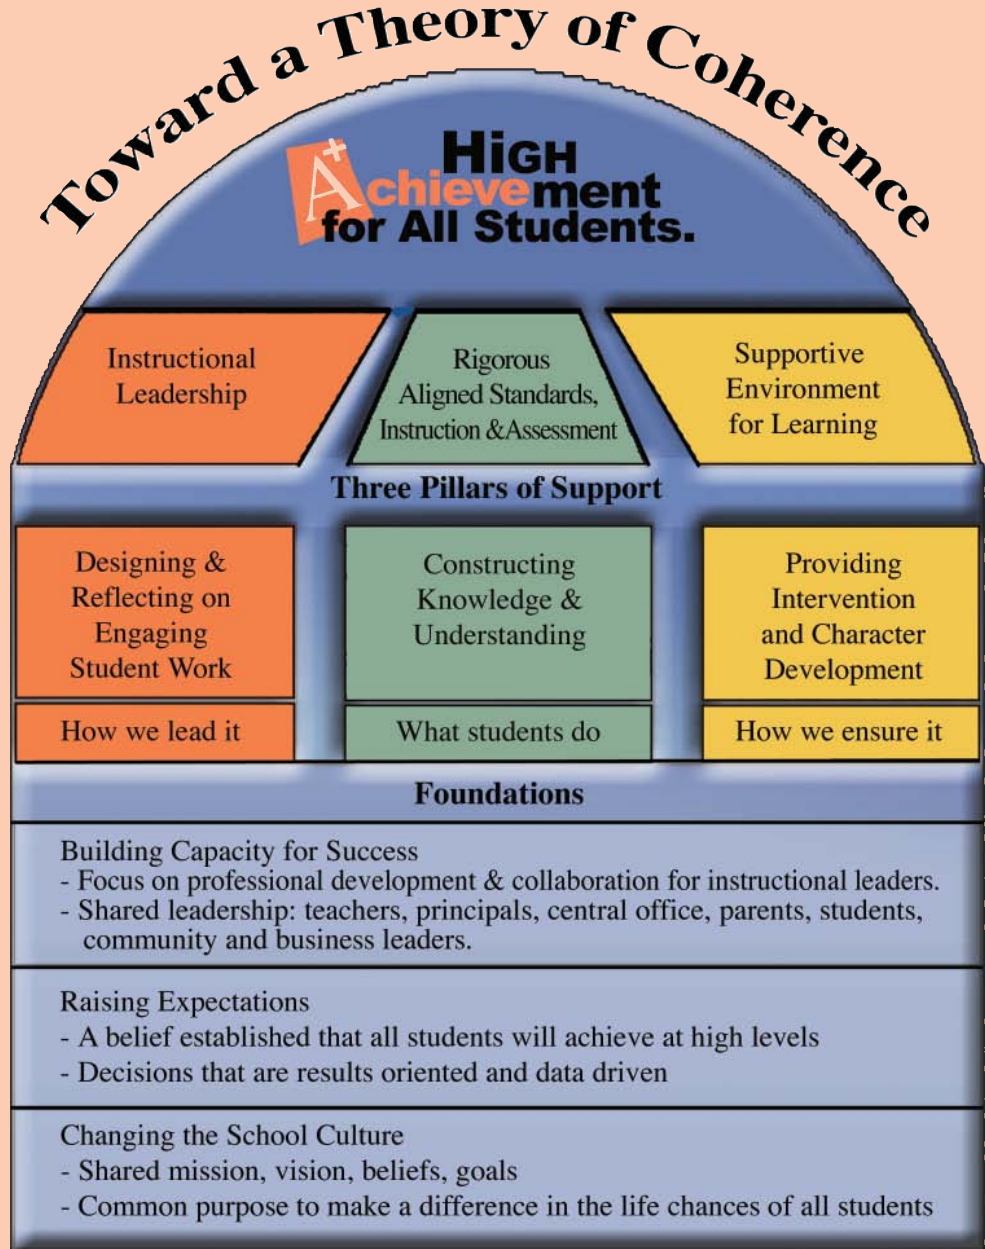 Toward a Theory of Coherence
HiGH
A+chievement
for All Students.
Instructional
Leadership
Rigorous
Aligned Standards,
Instruction &Assessment
Supportive
Environment
for Learning
Three Pillars of Support
Designing &
Reflecting on
Engaging
Student Work
Constructing
Knowledge &
Understanding
Providing
Intervention
and Character
Development
How we lead it
What students do
How we ensure it
Foundations
Building Capacity for Success
- Focus on professional development & collaboration for instructional leaders.
- Shared leadership: teachers, principals, central office, parents, students,
community and business leaders.
Raising Expectations
- A belief established that all students will achieve at high levels
- Decisions that are results oriented and data driven
Changing the School Culture
- Shared mission, vision, beliefs, goals
- Common purpose to make a difference in the life chances of all students